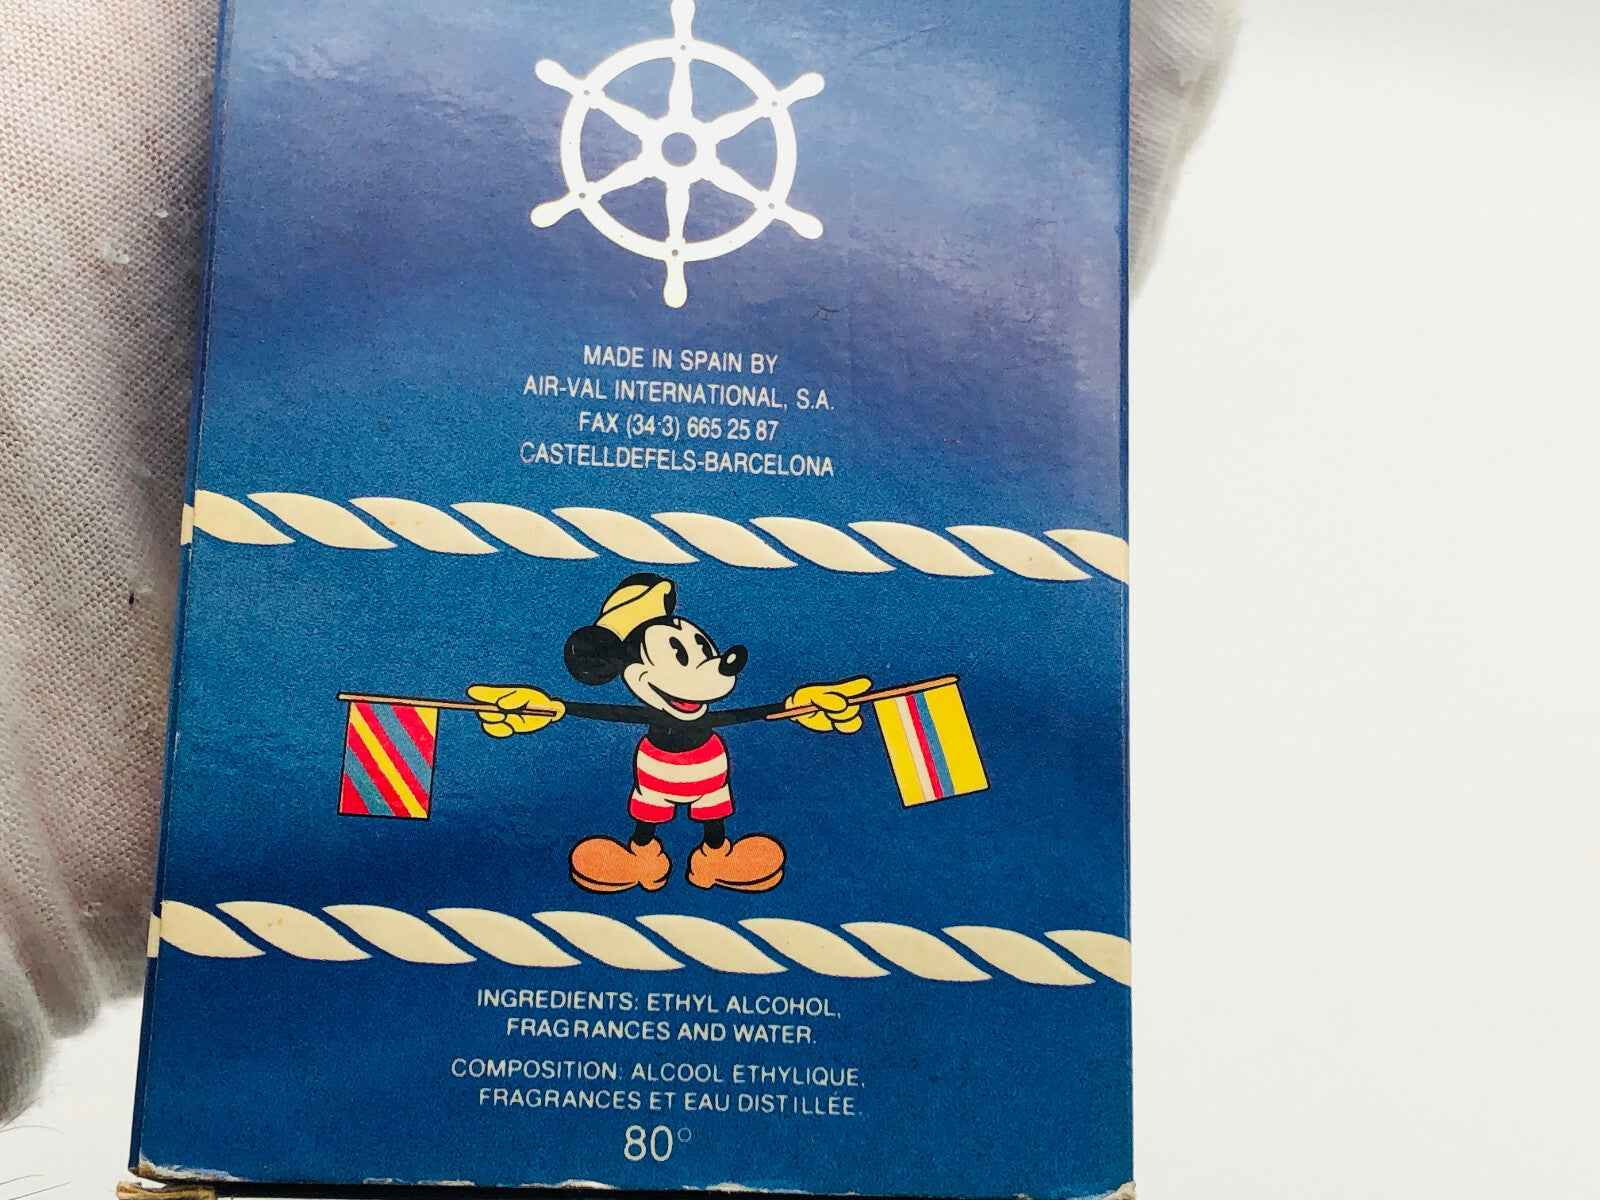 MADE IN SPAIN BY
AIR-VAL INTERNATIONAL, S.A.
FAX (34·3) 665 25 87
CASTELLDEFELS-BARCELONA
INGREDIENTS: ETHYL ALCOHOL,
FRAGRANCES AND WATER.
COMPOSITION: ALCOOL ETHYLIQUE,
FRAGRANCES ET EAU DISTILLÉE.
80°